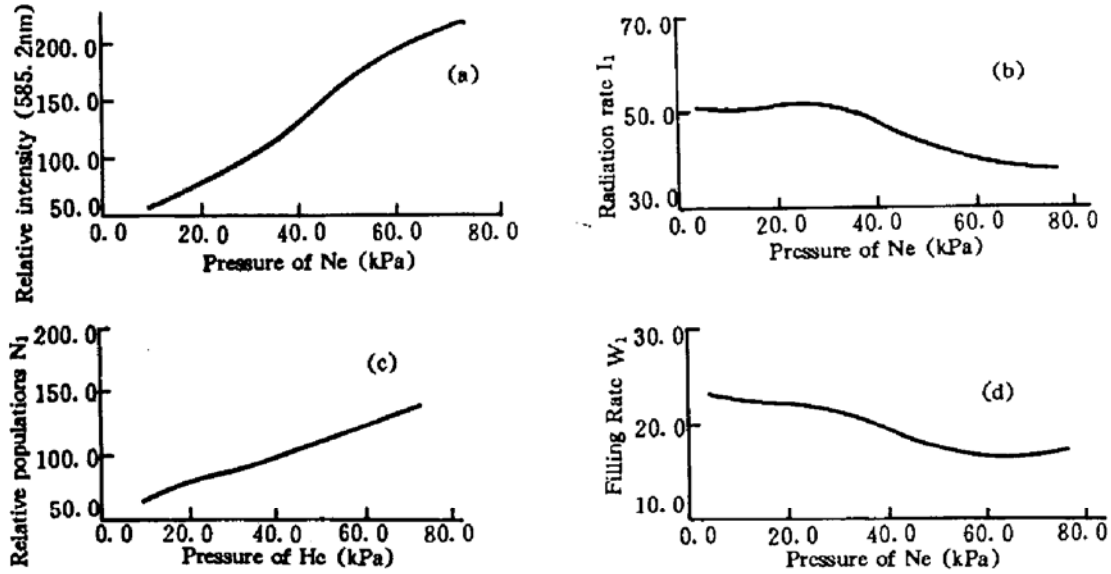 Relative intensity (585. 2nm)
200. 0
150. 0
100. 0
50. 0
(a)
0. 0 20. 0 40. 0 60. 0 80. 0
Pressure of Ne (kPa)
Radiation rate I₁
70. 0
50. 0
30. 0
(b)
0. 0 20. 0 40. 0 60. 0 80. 0
Pressure of Ne (kPa)
Relative populations N₁
200. 0
150. 0
100. 0
50. 0
(c)
0. 0 20. 0 40. 0 60. 0 80. 0
Pressure of He (kPa)
Filling Rate W₁
30. 0
20. 0
10. 0
(d)
0. 0 20. 0 40. 0 60. 0 80. 0
Pressure of Ne (kPa)